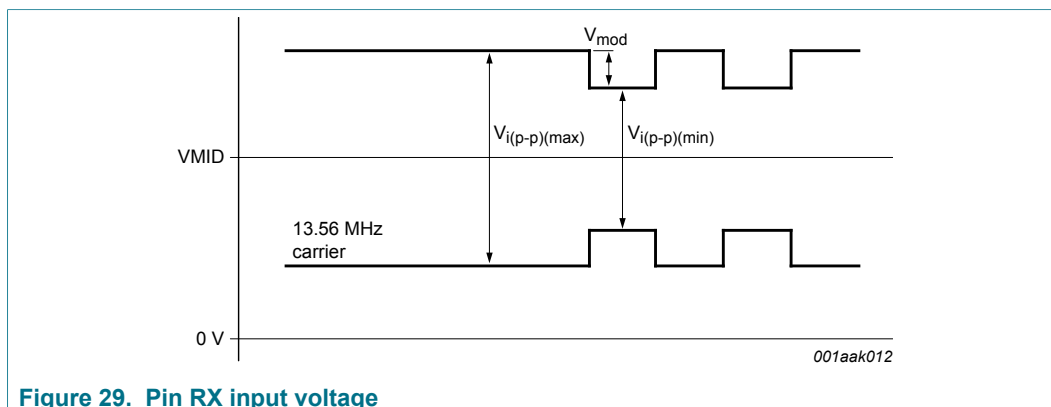 Vmod
Vi(p-p)(max)
Vi(p-p)(min)
VMID
13.56 MHz
carrier
0 V
001aak012
Figure 29. Pin RX input voltage